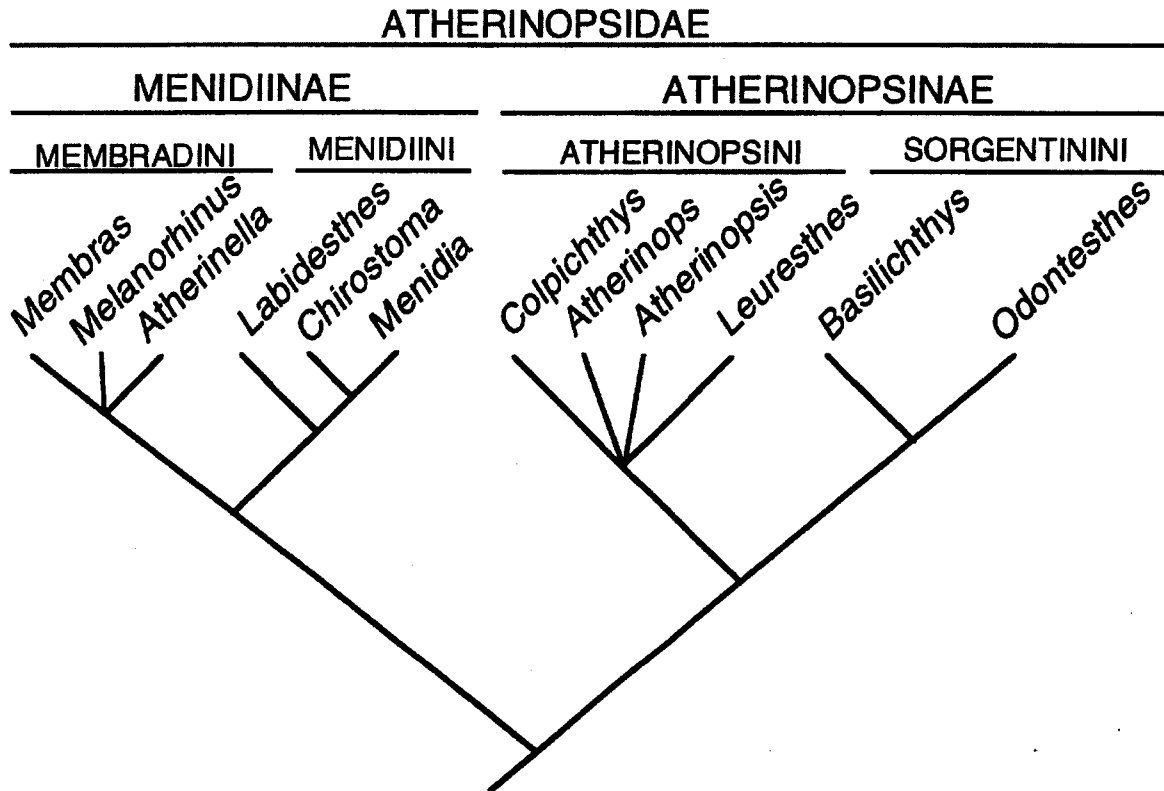 ATHERINOPSIDAE
MENIDIINAE
ATHERINOPSINAE
MEMBRADINI
MENIDIINI
ATHERINOPSINI
SORGENTININI
Membras
Melanorhinus
Atherinella
Labidesthes
Chirostoma
Menidia
Colpichthys
Atherinops
Atherinopsis
Leuresthes
Basilichthys
Odontesthes